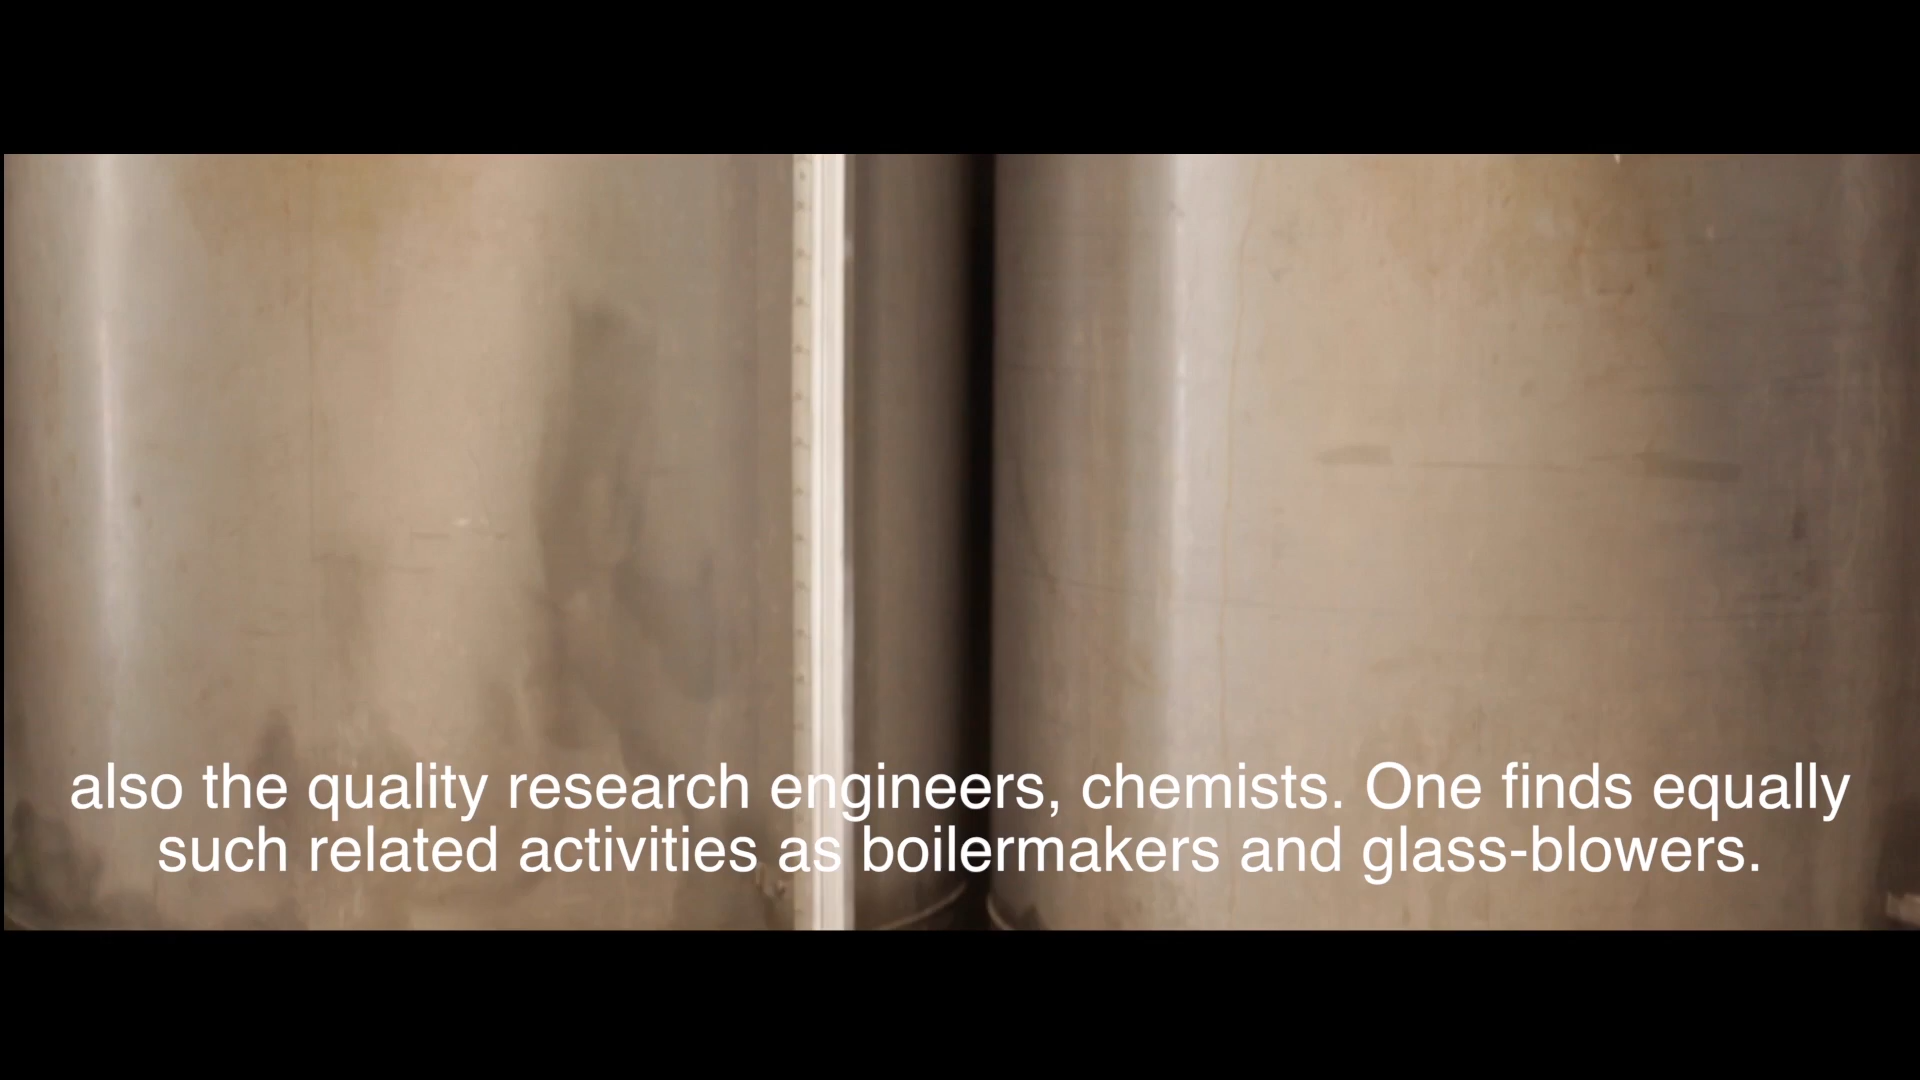 also the quality research engineers, chemists. One finds equally
such related activities as boilermakers and glass-blowers.